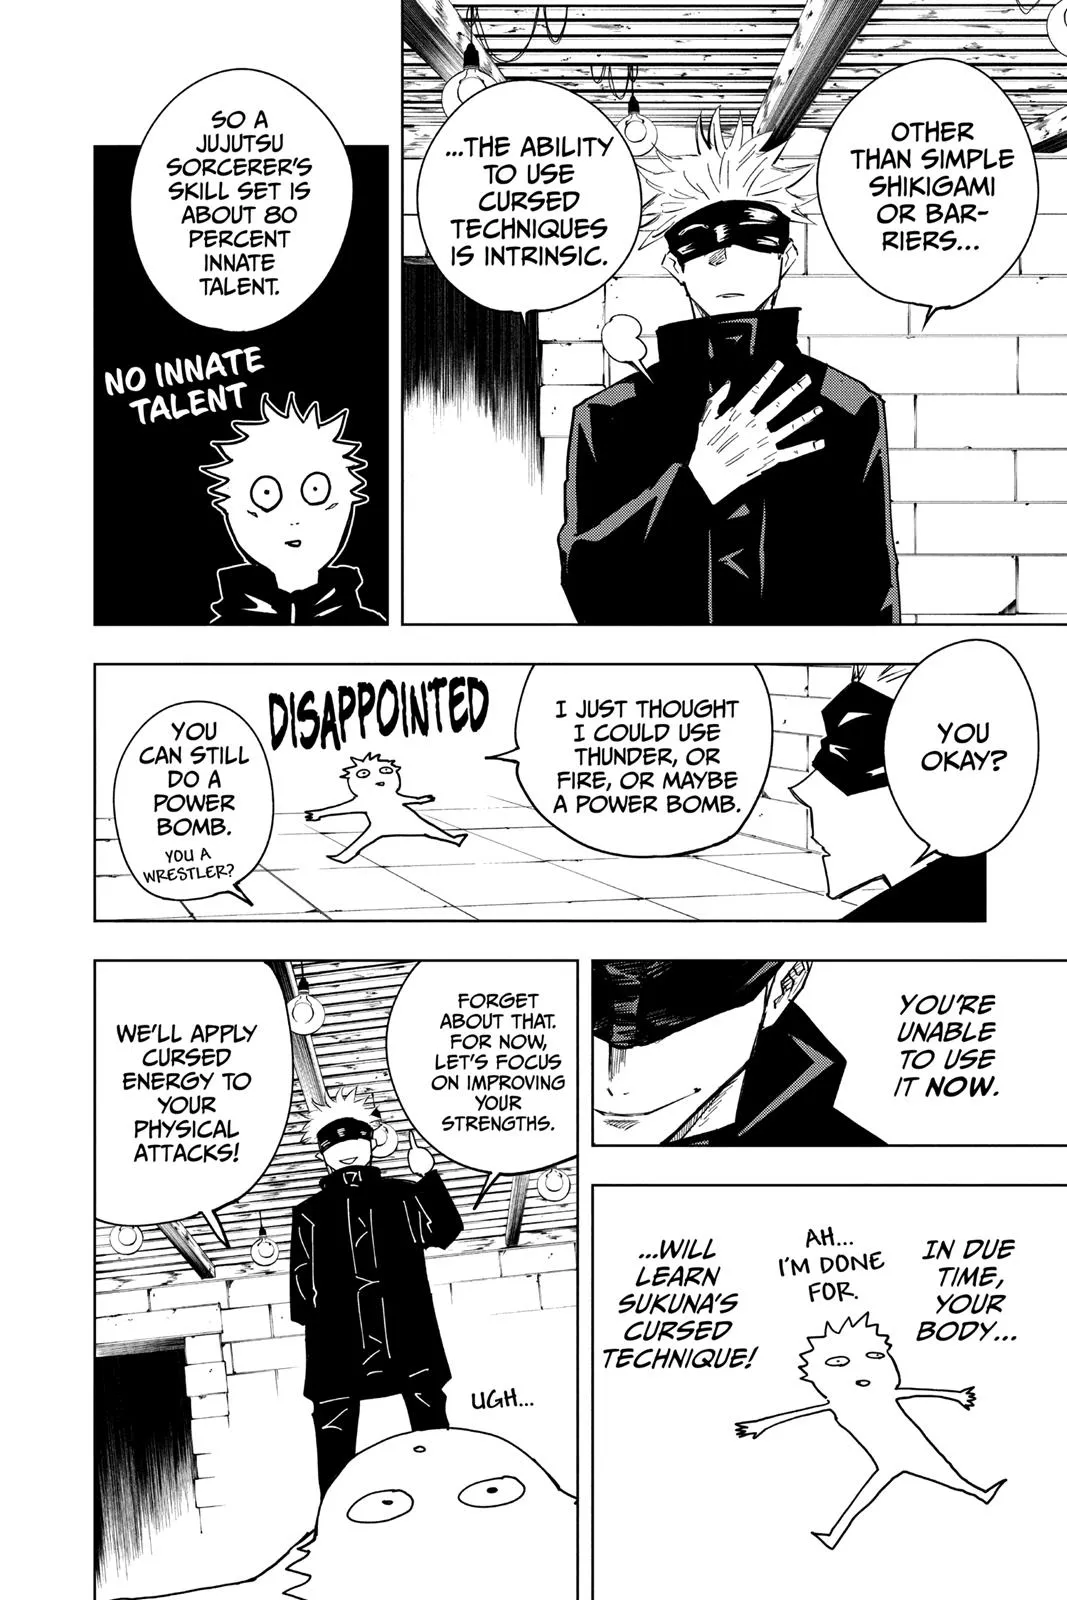 OTHER
THAN SIMPLE
SHIKIGAMI
OR BAR-
RIERS...
...THE ABILITY
TO USE
CURSED
TECHNIQUES
IS INTRINSIC.
SO A
JUJUTSU
SORCERER'S
SKILL SET IS
ABOUT 80
PERCENT
INNATE
TALENT.
NO INNATE
TALENT
YOU
OKAY?
I JUST THOUGHT
I COULD USE
THUNDER, OR
FIRE, OR MAYBE
A POWER BOMB.
DISAPPOINTED
YOU
CAN STILL
DO A
POWER
BOMB.
YOU A
WRESTLER?
YOU'RE
UNABLE
TO USE
IT NOW.
IN DUE
TIME,
YOUR
BODY...
AH...
I'M DONE
FOR.
...WILL
LEARN
SUKUNA'S
CURSED
TECHNIQUE!
FORGET
ABOUT THAT.
FOR NOW,
LET'S FOCUS
ON IMPROVING
YOUR
STRENGTHS.
WE'LL APPLY
CURSED
ENERGY TO
YOUR
PHYSICAL
ATTACKS!
UGH...